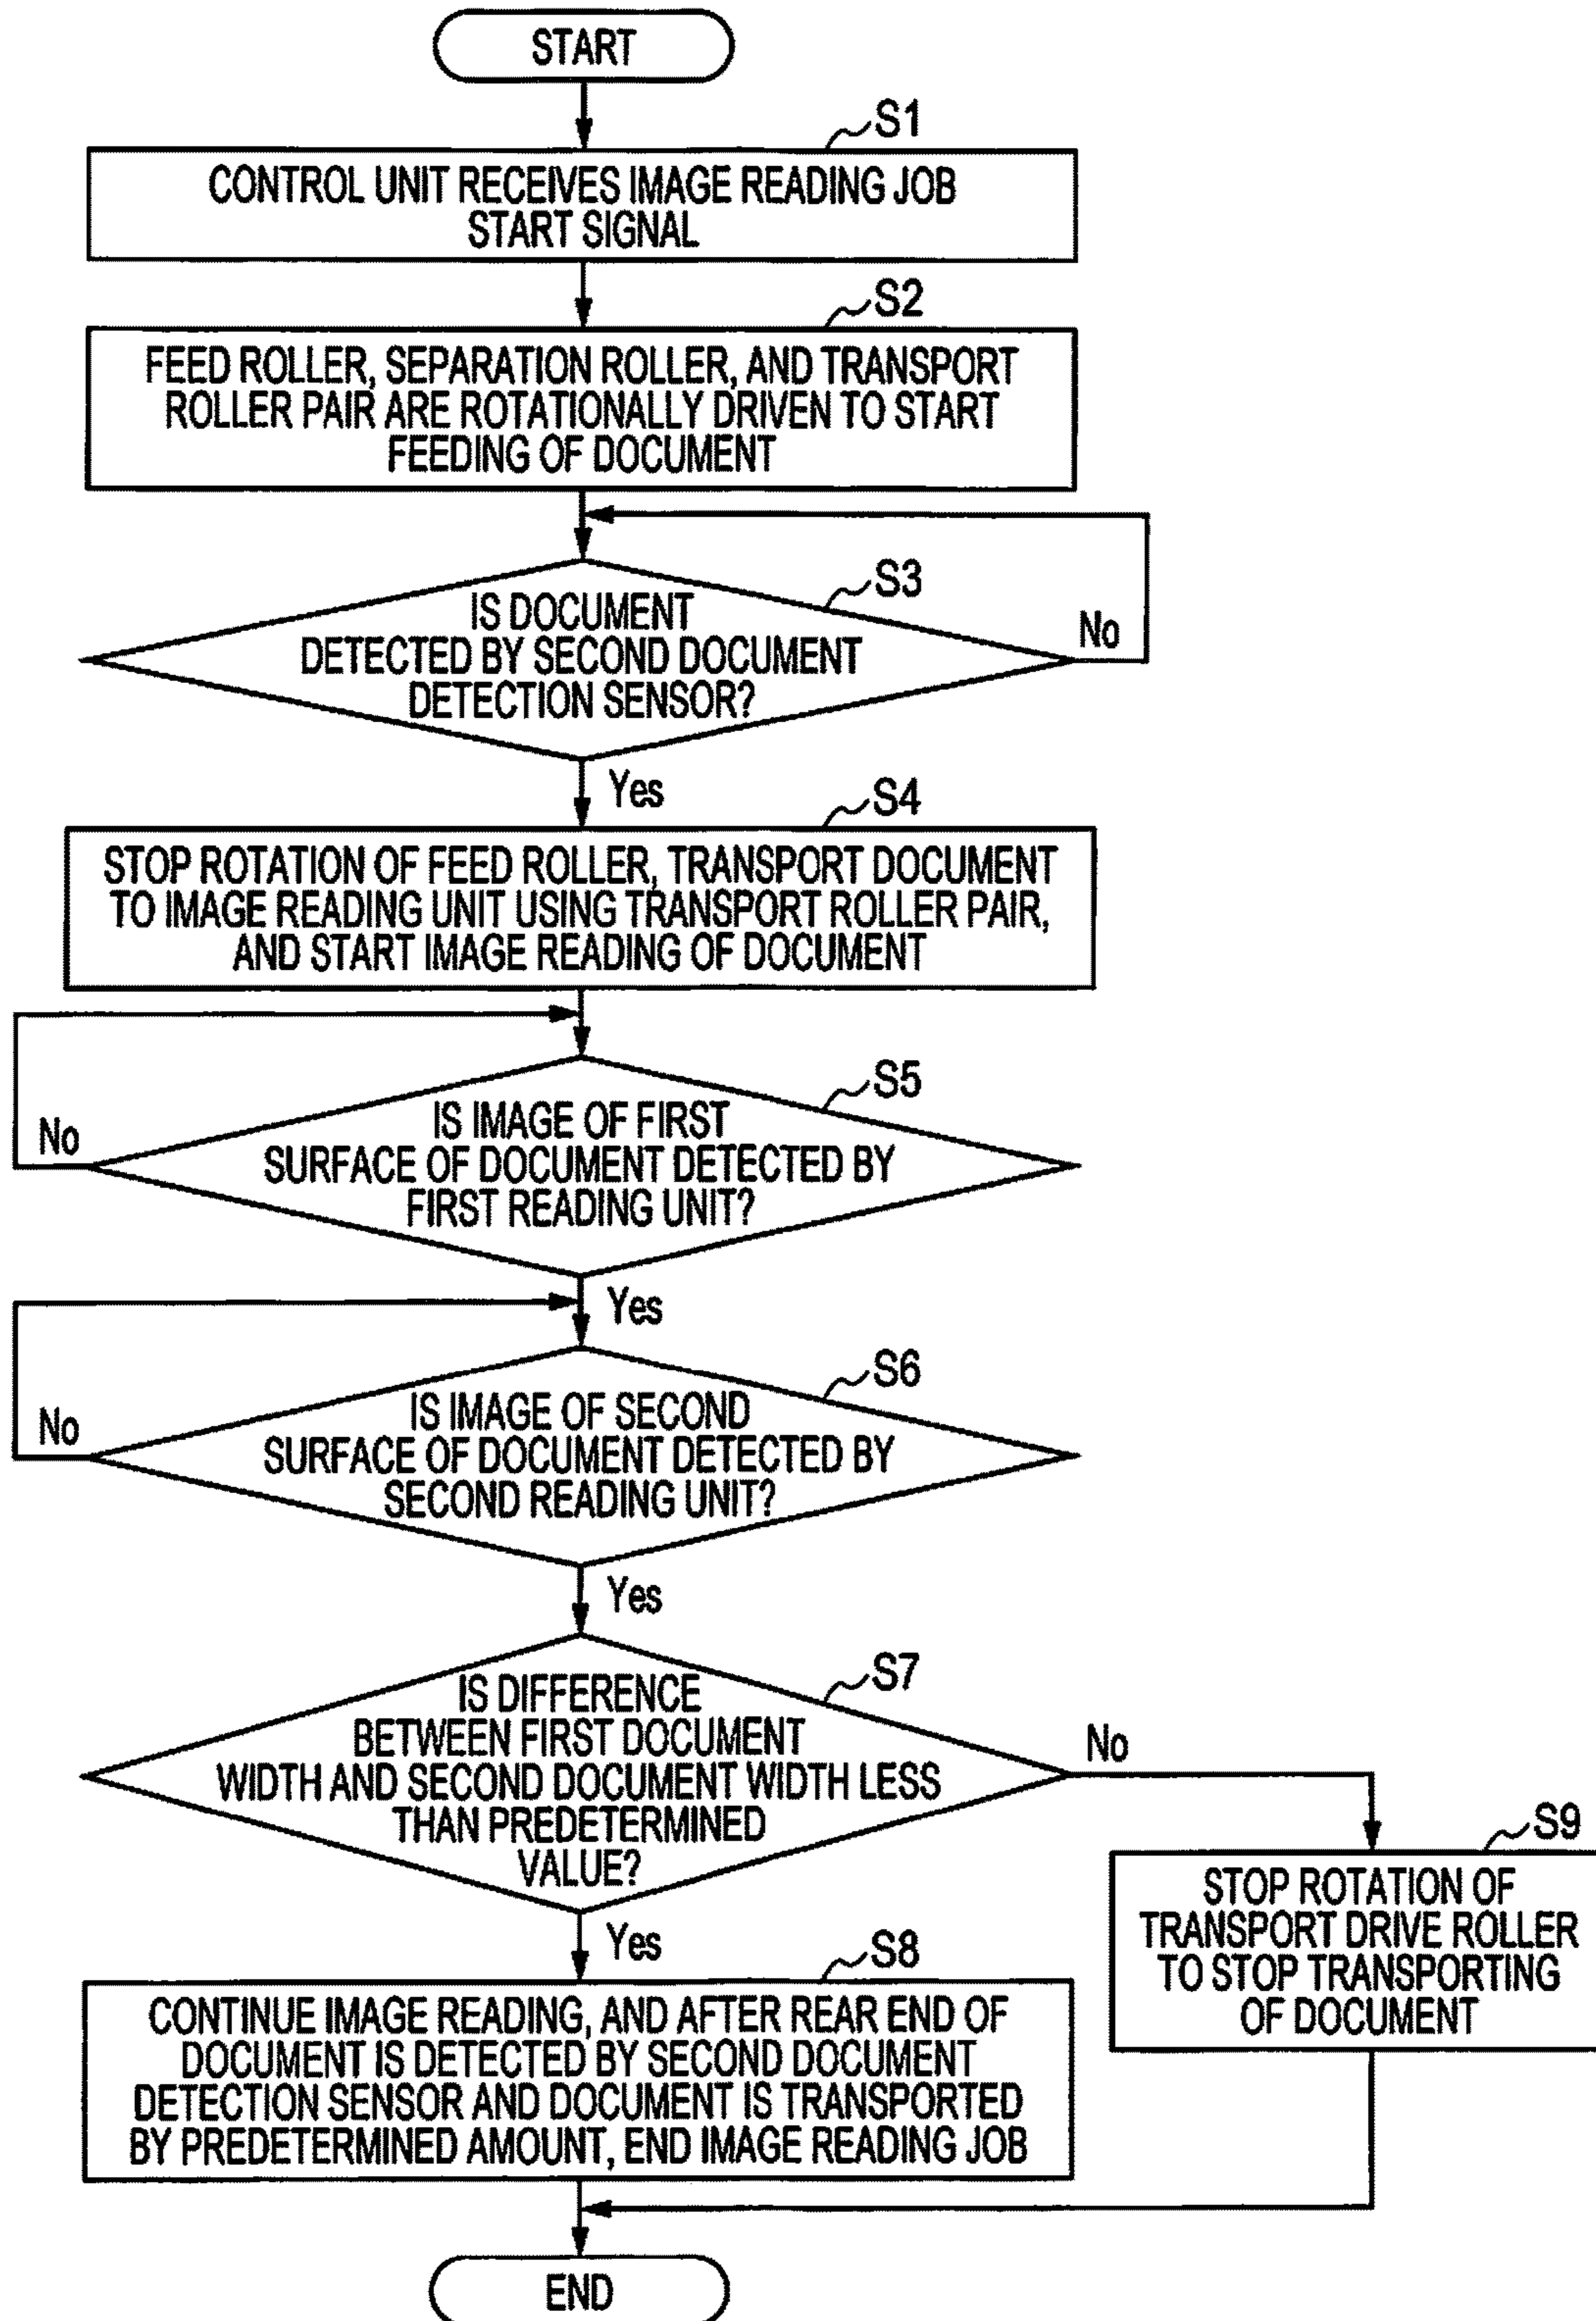 START
S1
CONTROL UNIT RECEIVES IMAGE READING JOB
START SIGNAL
S2
FEED ROLLER, SEPARATION ROLLER, AND TRANSPORT
ROLLER PAIR ARE ROTATIONALLY DRIVEN TO START
FEEDING OF DOCUMENT
S3
IS DOCUMENT
DETECTED BY SECOND DOCUMENT
DETECTION SENSOR?
No
Yes
S4
STOP ROTATION OF FEED ROLLER, TRANSPORT DOCUMENT
TO IMAGE READING UNIT USING TRANSPORT ROLLER PAIR,
AND START IMAGE READING OF DOCUMENT
S5
IS IMAGE OF FIRST
SURFACE OF DOCUMENT DETECTED BY
FIRST READING UNIT?
No
Yes
S6
IS IMAGE OF SECOND
SURFACE OF DOCUMENT DETECTED BY
SECOND READING UNIT?
No
Yes
S7
IS DIFFERENCE
BETWEEN FIRST DOCUMENT
WIDTH AND SECOND DOCUMENT WIDTH LESS
THAN PREDETERMINED
VALUE?
No
Yes
S9
STOP ROTATION OF
TRANSPORT DRIVE ROLLER
TO STOP TRANSPORTING
OF DOCUMENT
S8
CONTINUE IMAGE READING, AND AFTER REAR END OF
DOCUMENT IS DETECTED BY SECOND DOCUMENT
DETECTION SENSOR AND DOCUMENT IS TRANSPORTED
BY PREDETERMINED AMOUNT, END IMAGE READING JOB
END